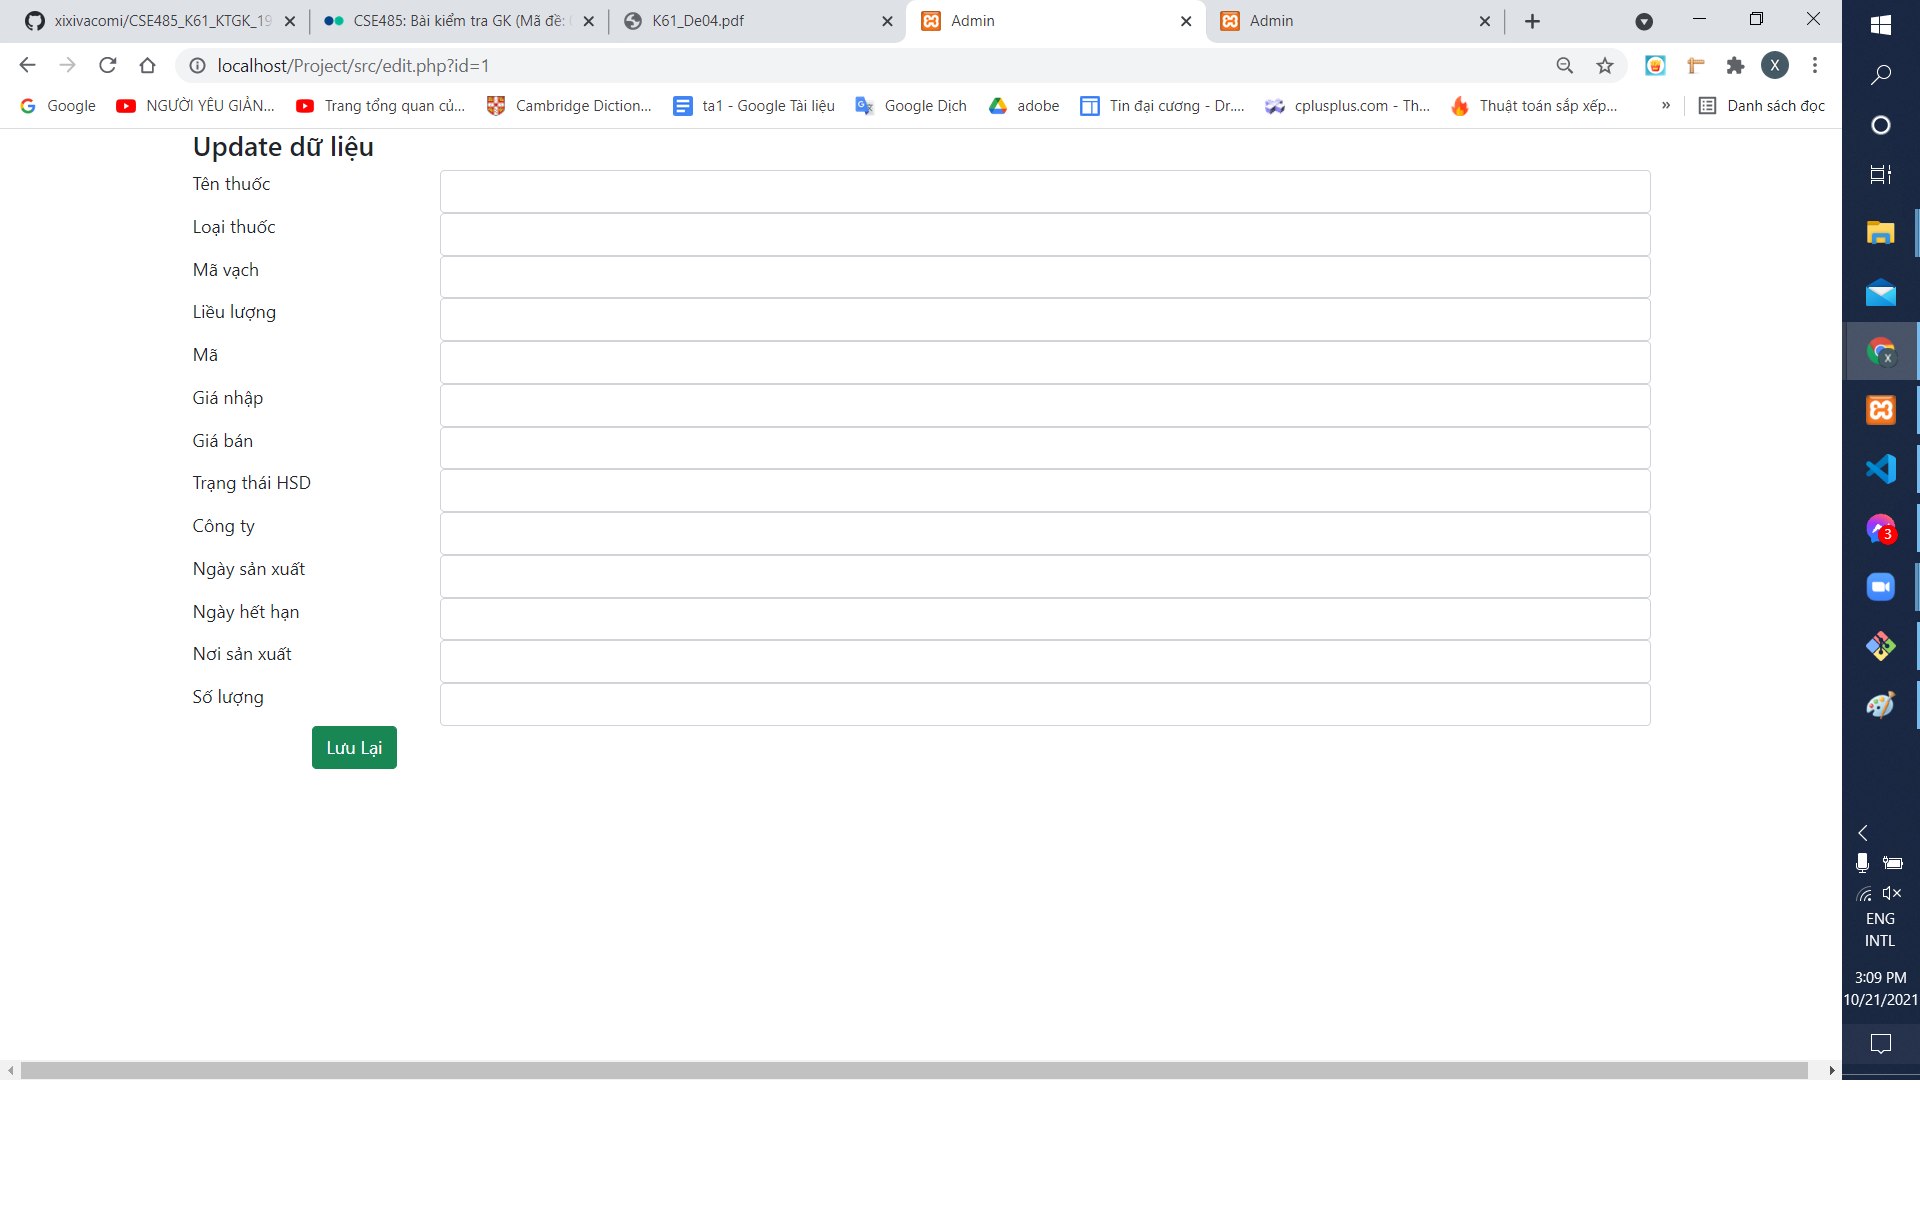 xixivacomi/CSE485_K61_KTGK_19
CSE485: Bài kiểm tra GK (Mã đề:
K61_De04.pdf
Admin
Admin
localhost/Project/src/edit.php?id=1
X
Google
NGƯỜI YÊU GIẢN...
Trang tổng quan củ...
Cambridge Diction...
ta1 - Google Tài liệu
Google Dịch
adobe
Tin đại cương - Dr....
cplusplus.com - Th...
Thuật toán sắp xếp...
»
Danh sách đọc
Update dữ liệu
Tên thuốc
Loại thuốc
Mã vạch
Liều lượng
Mã
Giá nhập
Giá bán
Trạng thái HSD
Công ty
Ngày sản xuất
Ngày hết hạn
Nơi sản xuất
Số lượng
Lưu Lại
X
3
ENG
INTL
3:09 PM
10/21/2021